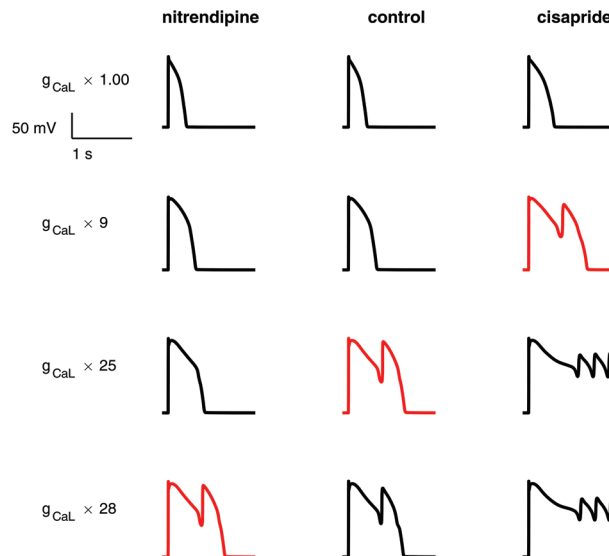 nitrendipine control cisapride
g CaL × 1.00
50 mV
1 s
g CaL × 9
g CaL × 25
g CaL × 28